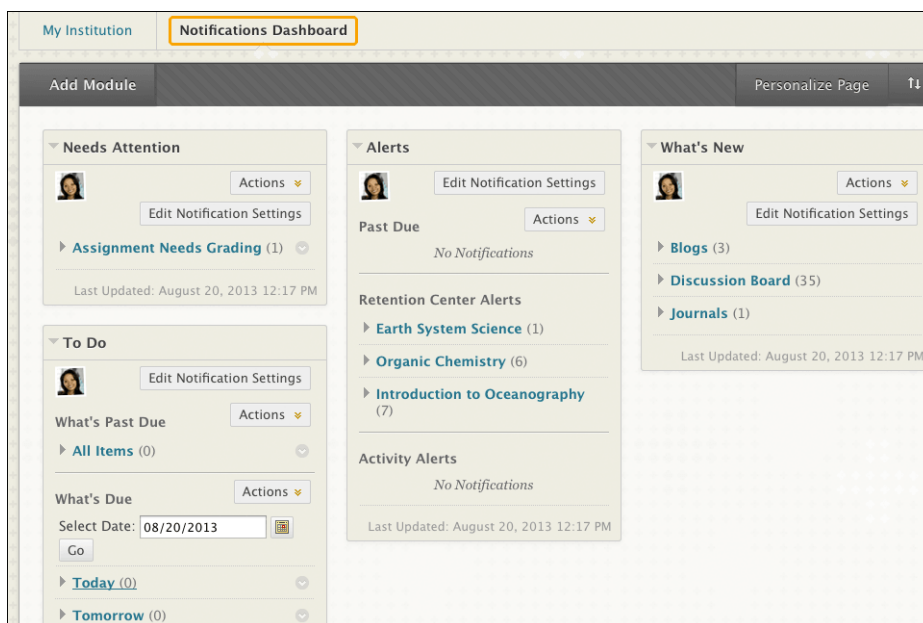 My Institution
Notifications Dashboard
Add Module
Personalize Page
Needs Attention
Actions
Edit Notification Settings
Assignment Needs Grading (1)
Last Updated: August 20, 2013 12:17 PM
To Do
Edit Notification Settings
Actions
What's Past Due
All Items (0)
Actions
What's Due
Select Date: 08/20/2013
Go
Today (0)
Tomorrow (0)
Alerts
Edit Notification Settings
Actions
Past Due
No Notifications
Retention Center Alerts
Earth System Science (1)
Organic Chemistry (6)
Introduction to Oceanography
(7)
Activity Alerts
No Notifications
Last Updated: August 20, 2013 12:17 PM
What's New
Actions
Edit Notification Settings
Blogs (3)
Discussion Board (35)
Journals (1)
Last Updated: August 20, 2013 12:17 PM